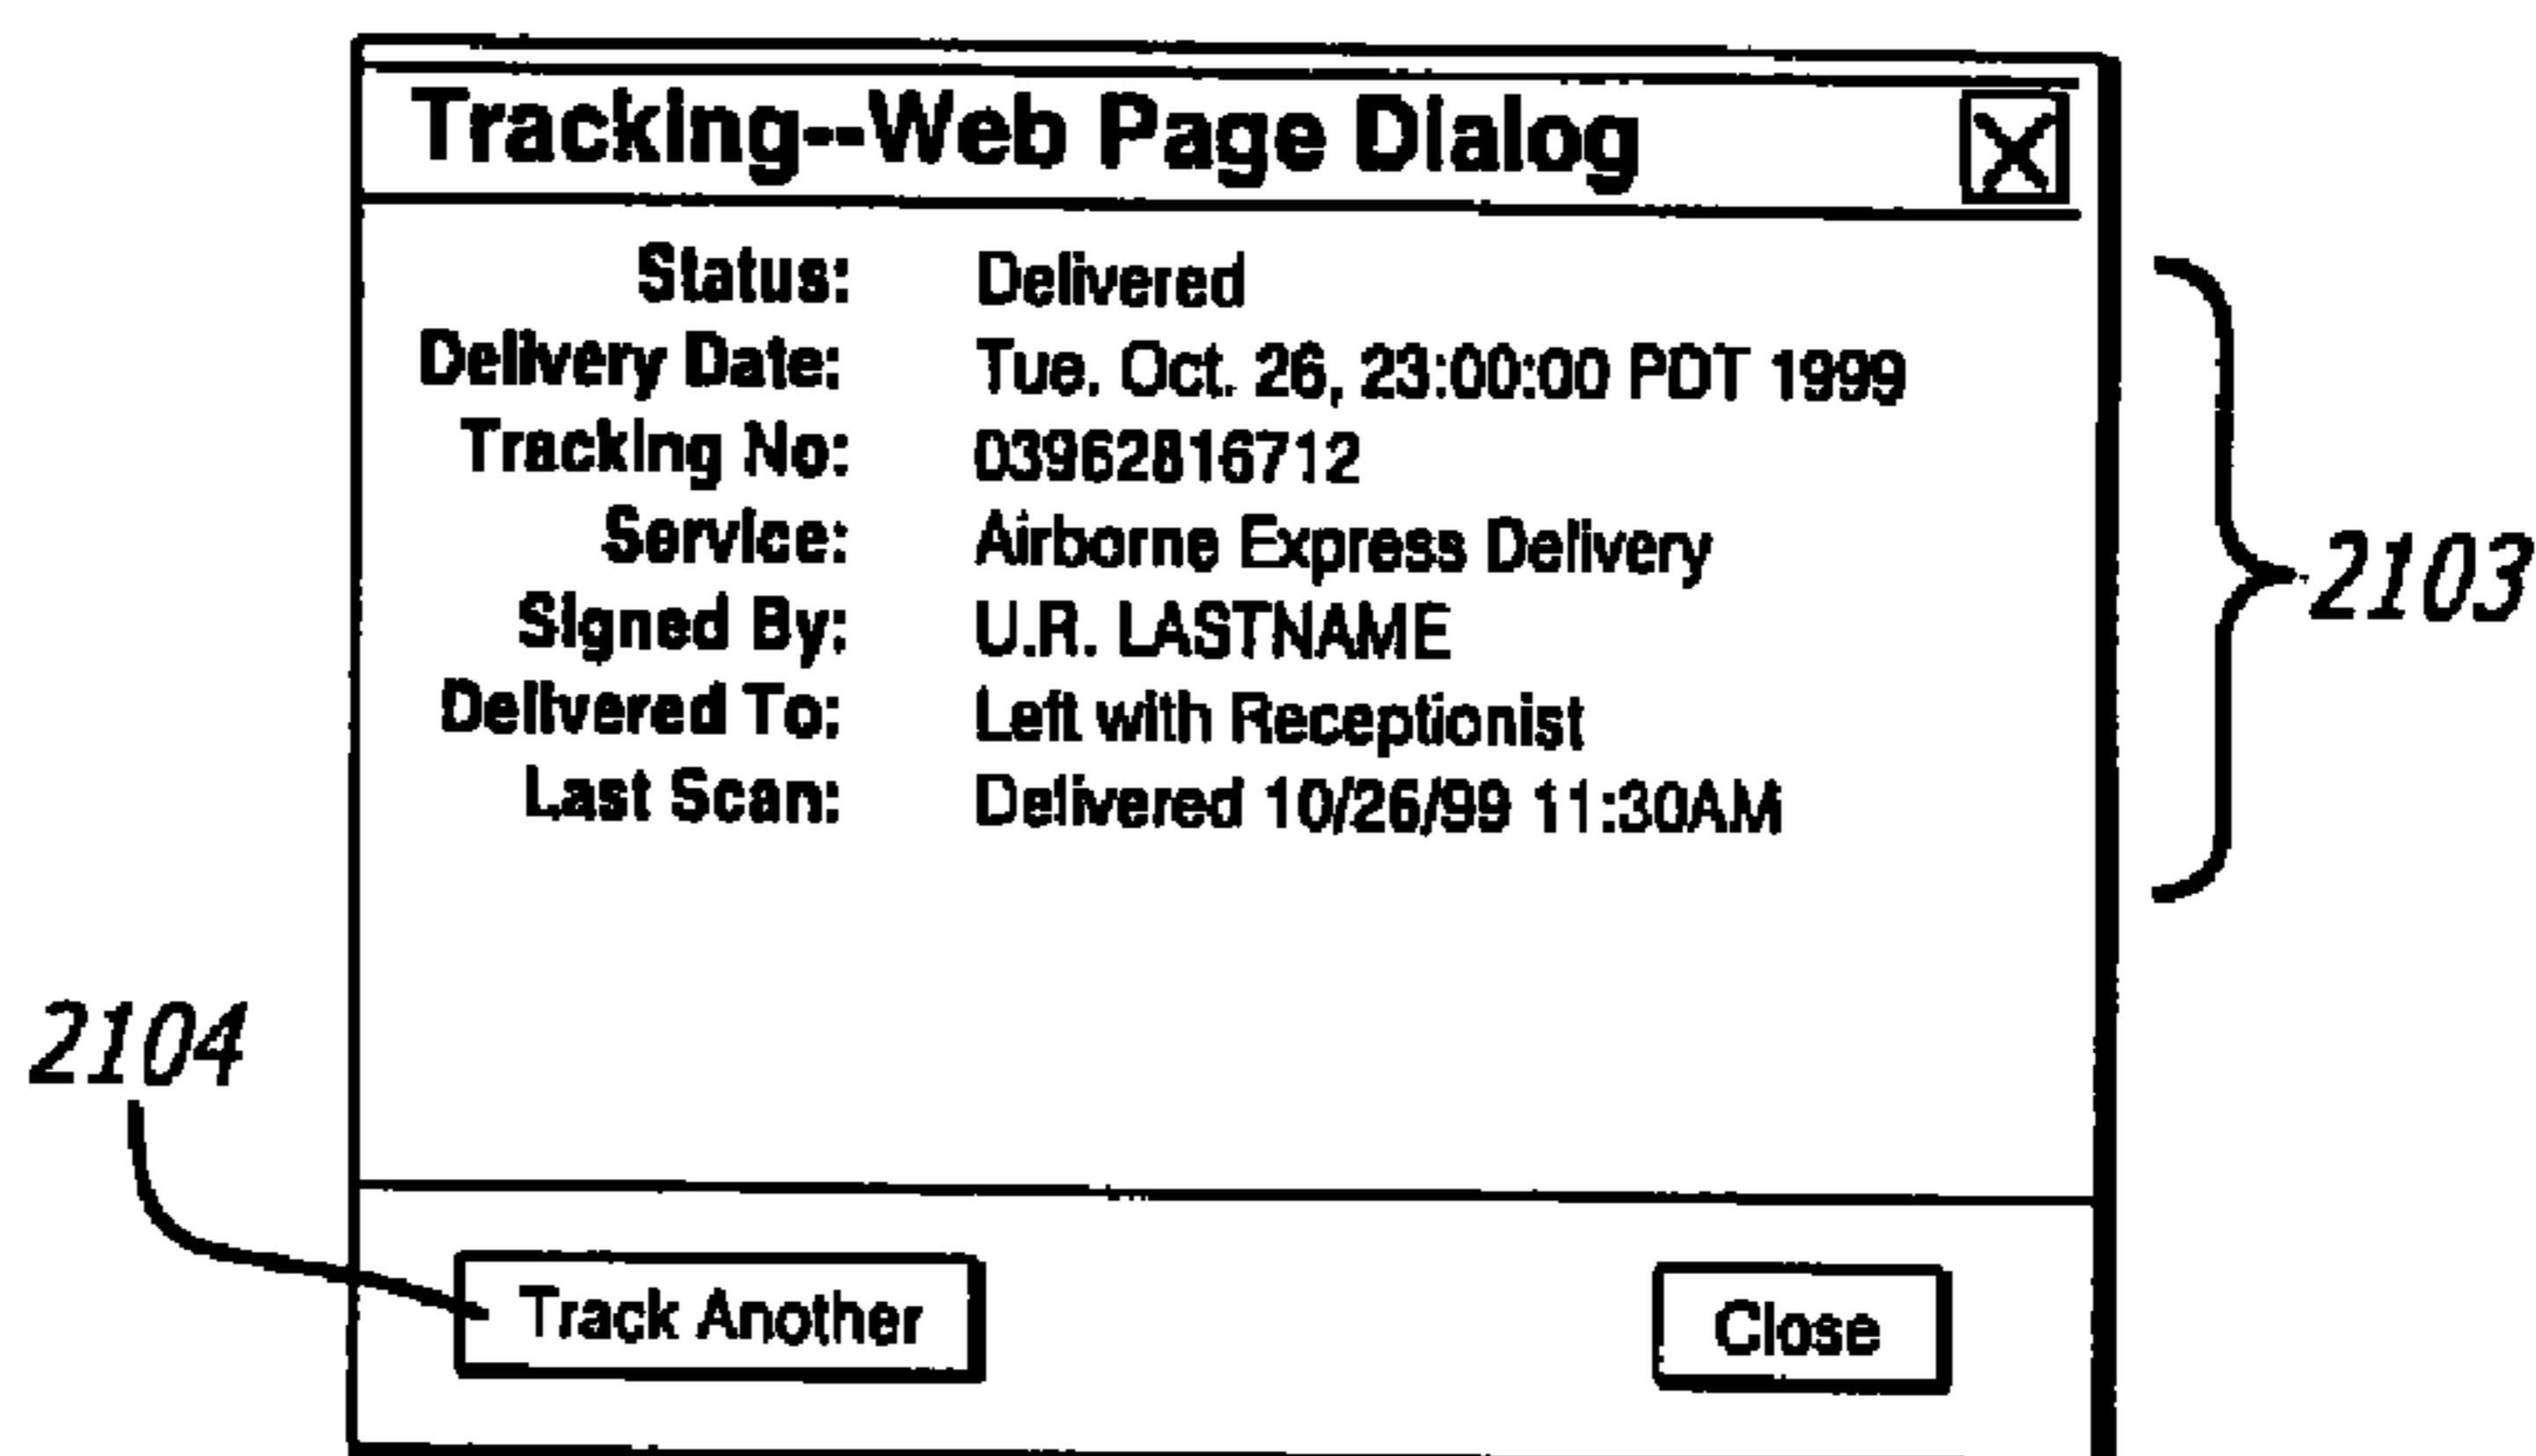 Tracking--Web Page Dialog X
Status: Delivered
Delivery Date: Tue. Oct. 26, 23:00:00 PDT 1999
Tracking No: 03962816712
Service: Airborne Express Delivery
Signed By: U.R. LASTNAME
Delivered To: Left with Receptionist
Last Scan: Delivered 10/26/99 11:30AM
2103
2104
Track Another Close